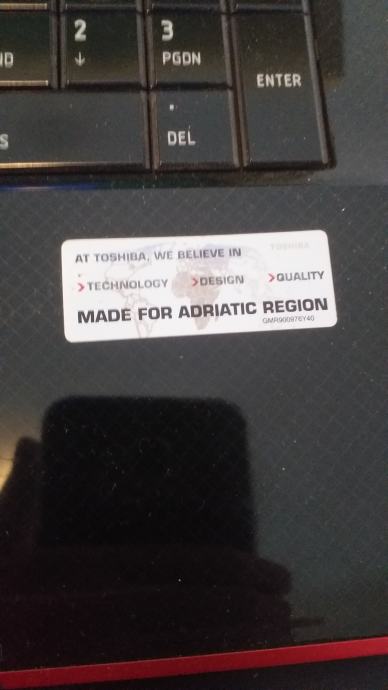 2
3
ND
↓
PGDN
ENTER
.
S
DEL
TOSHIBA
AT TOSHIBA, WE BELIEVE IN
>TECHNOLOGY >DESIGN >QUALITY
MADE FOR ADRIATIC REGION
GMR900976Y40